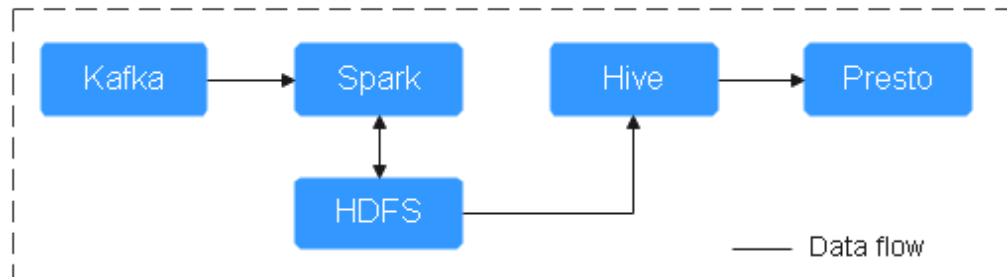 Kafka
Spark
Hive
Presto
HDFS
Data flow